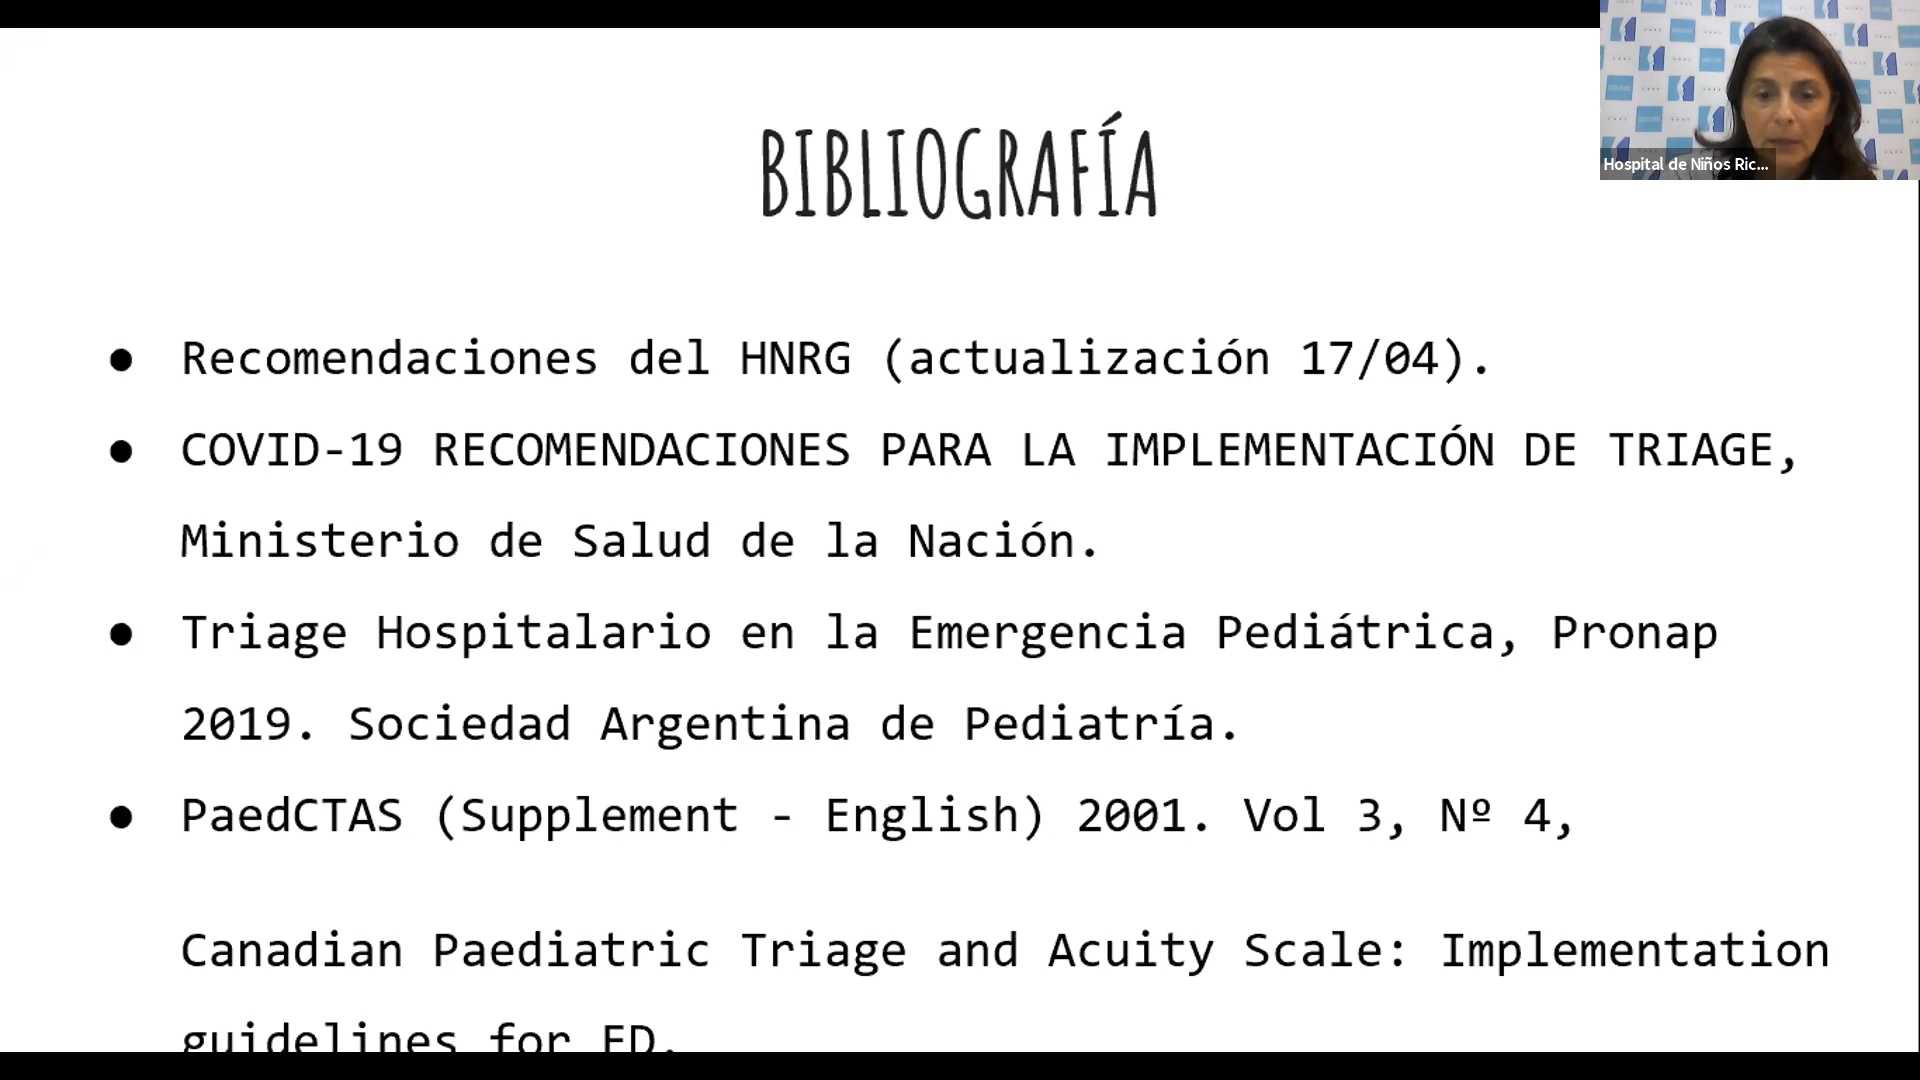 BIBLIOGRAFÍA
Hospital de Niños Ric...
● Recomendaciones del HNRG (actualización 17/04).
● COVID-19 RECOMENDACIONES PARA LA IMPLEMENTACIÓN DE TRIAGE,
Ministerio de Salud de la Nación.
● Triage Hospitalario en la Emergencia Pediátrica, Pronap
2019. Sociedad Argentina de Pediatría.
● PaedCTAS (Supplement - English) 2001. Vol 3, Nº 4,
Canadian Paediatric Triage and Acuity Scale: Implementation
guidelines for ED.